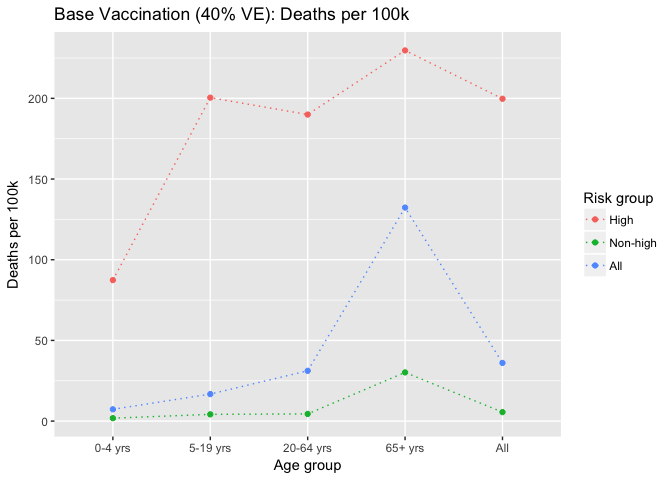 Base Vaccination (40% VE): Deaths per 100k
Deaths per 100k
200
150
100
50
0
0-4 yrs
5-19 yrs
20-64 yrs
65+ yrs
All
Age group
Risk group
High
Non-high
All